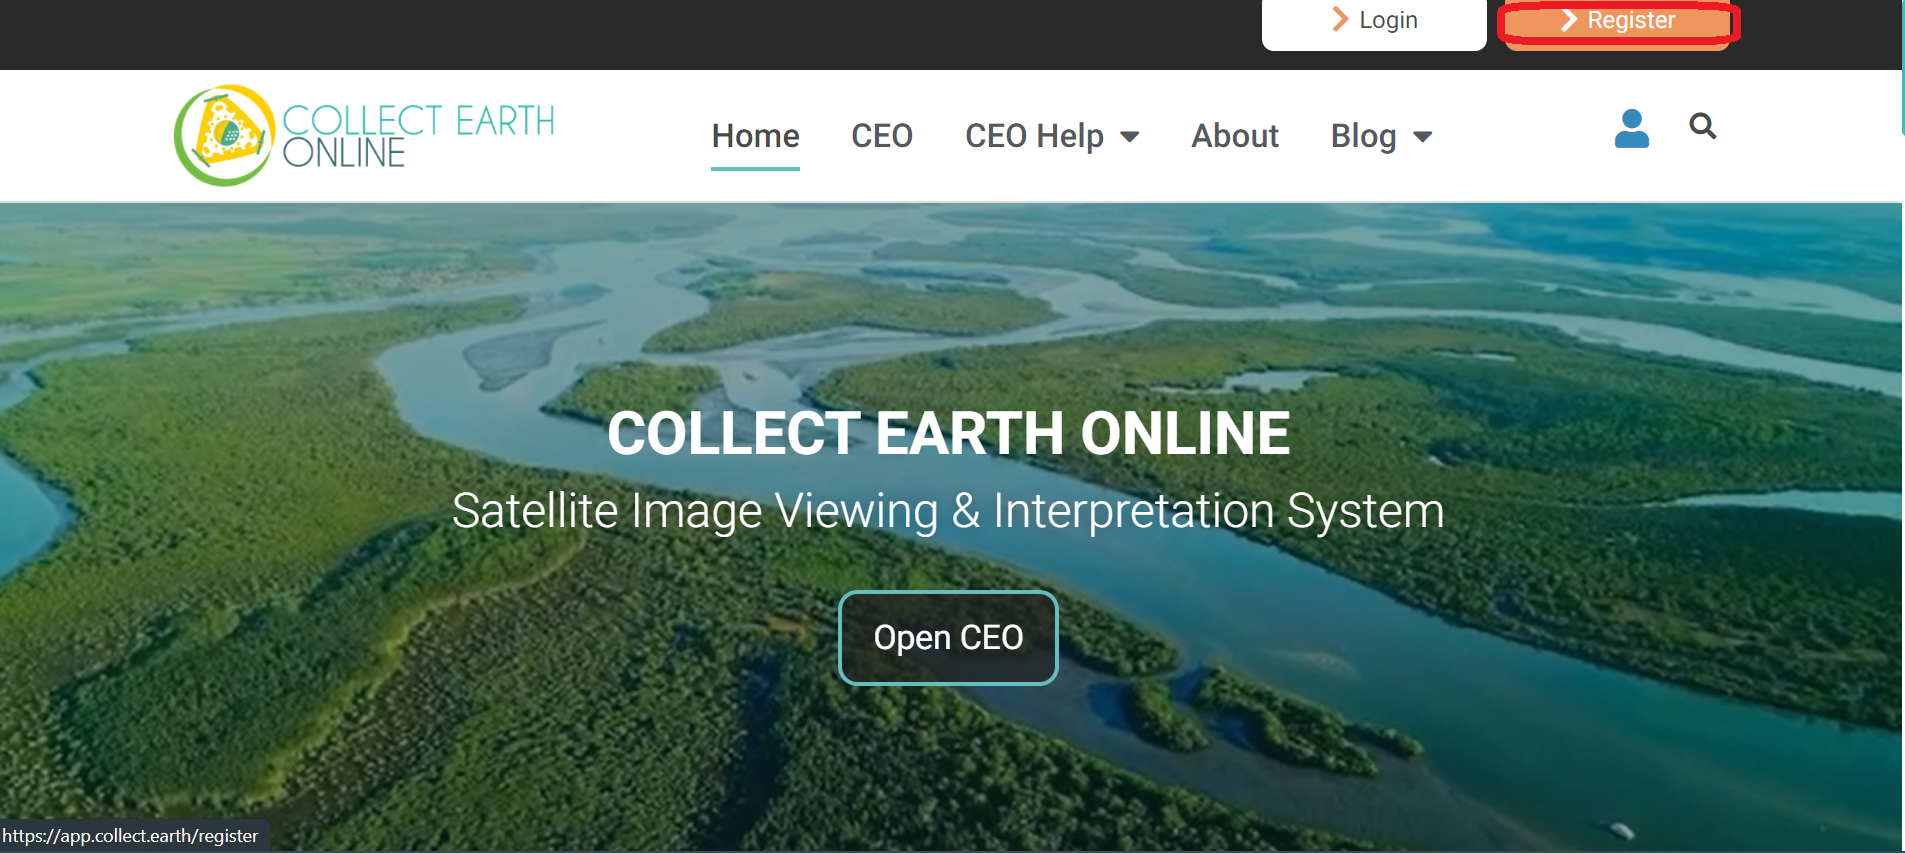 Login
Register
COLLECT EARTH
ONLINE
Home CEO CEO Help About Blog
COLLECT EARTH ONLINE
Satellite Image Viewing & Interpretation System
Open CEO
https://app.collect.earth/register